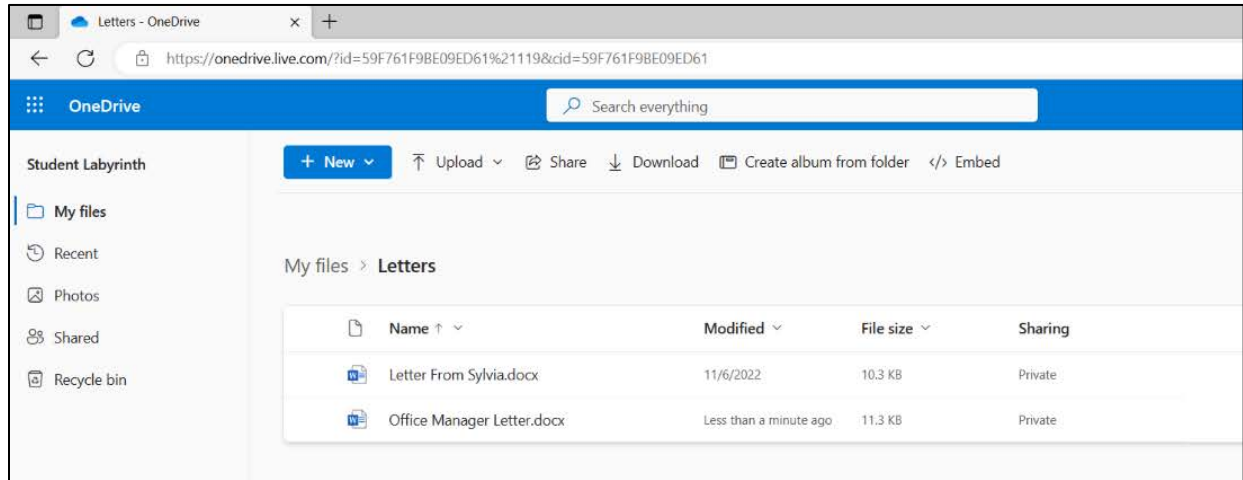 Letters - OneDrive
https://onedrive.live.com/?id=59F761F9BE09ED61%21119&cid=59F761F9BE09ED61
OneDrive
Search everything
Student Labyrinth
+ New
Upload
Share
Download
Create album from folder
</> Embed
My files
Recent
Photos
Shared
Recycle bin
My files > Letters
Name ↑ Modified File size Sharing
Letter From Sylvia.docx 11/6/2022 10.3 KB Private
Office Manager Letter.docx Less than a minute ago 11.3 KB Private